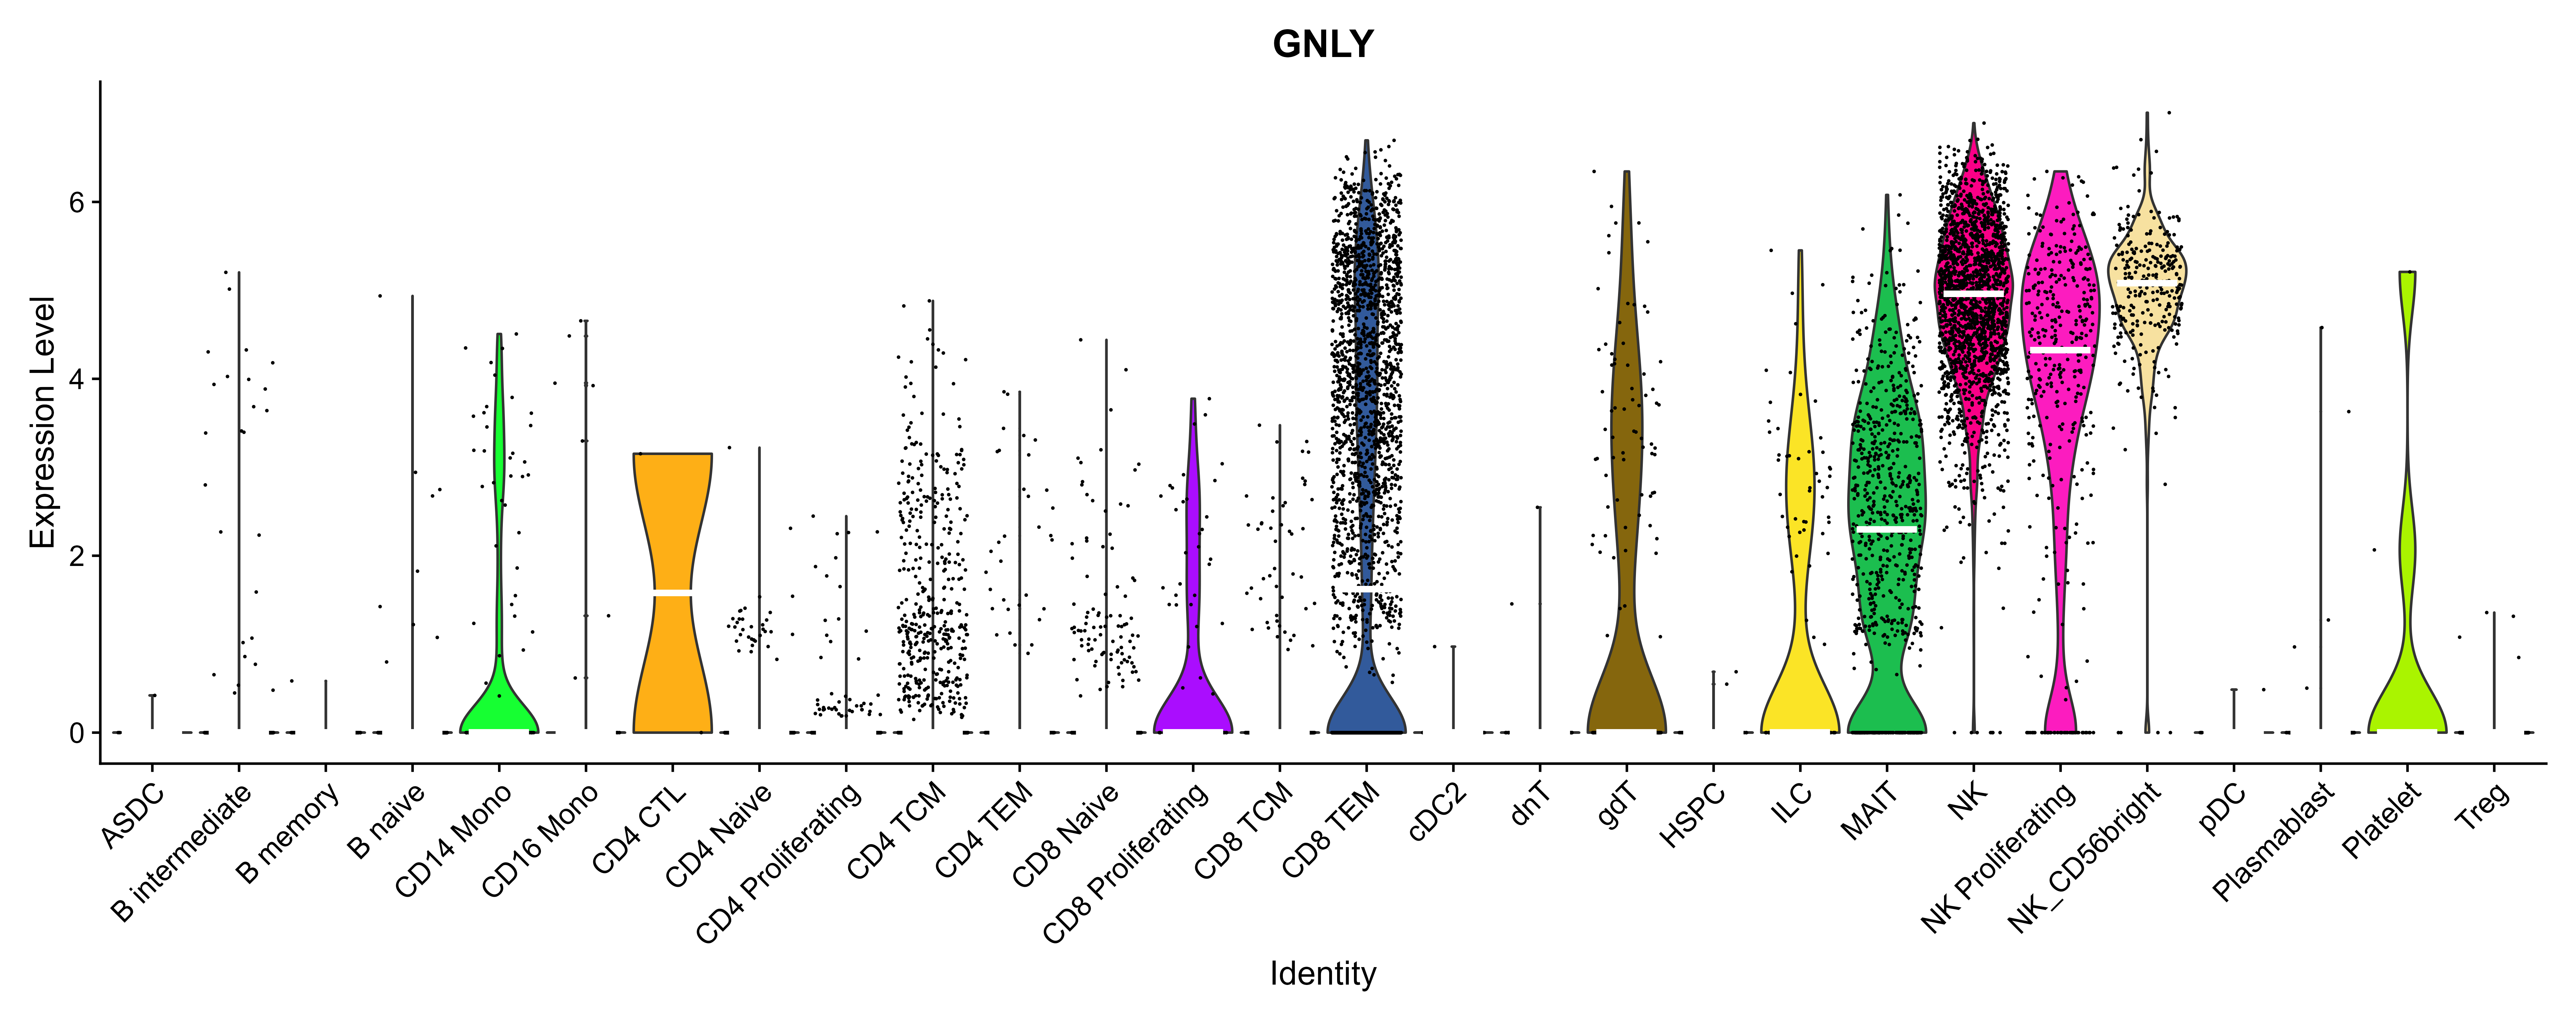 GNLY
Expression Level
6
4
2
0
ASDC
B intermediate
B memory
B naive
CD14 Mono
CD16 Mono
CD4 CTL
CD4 Naive
CD4 Proliferating
CD4 TCM
CD4 TEM
CD8 Naive
CD8 Proliferating
CD8 TCM
CD8 TEM
cDC2
dnT
gdT
HSPC
ILC
MAIT
NK
NK Proliferating
NK_CD56bright
pDC
Plasmablast
Platelet
Treg
Identity